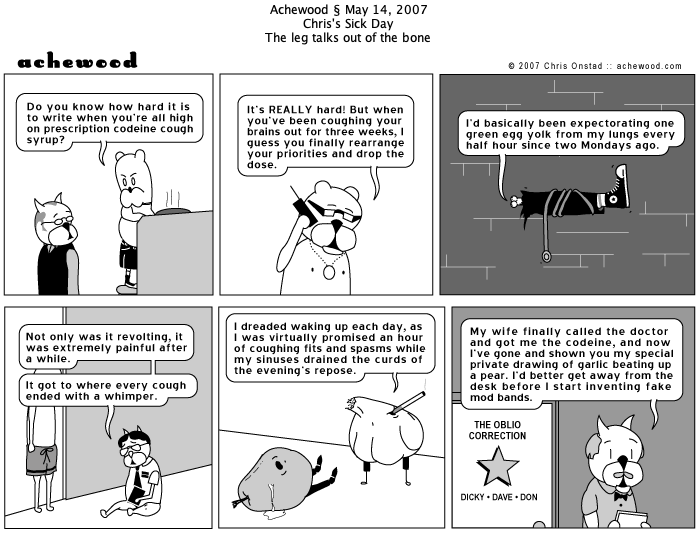 Achewood § May 14, 2007
Chris's Sick Day
The leg talks out of the bone
achewood
© 2007 Chris Onstad :: achewood.com
Do you know how hard it is
to write when you're all high
on prescription codeine cough
syrup?
It's REALLY hard! But when
you've been coughing your
brains out for three weeks, I
guess you finally rearrange
your priorities and drop the
dose.
I'd basically been expectorating one
green egg yolk from my lungs every
half hour since two Mondays ago.
Not only was it revolting, it
was extremely painful after
a while.
It got to where every cough
ended with a whimper.
I dreaded waking up each day, as
I was virtually promised an hour
of coughing fits and spasms while
my sinuses drained the curds of
the evening's repose.
My wife finally called the doctor
and got me the codeine, and now
I've gone and shown you my special
private drawing of garlic beating up
a pear. I'd better get away from the
desk before I start inventing fake
mod bands.
THE OBLIO
CORRECTION
DICKY • DAVE • DON